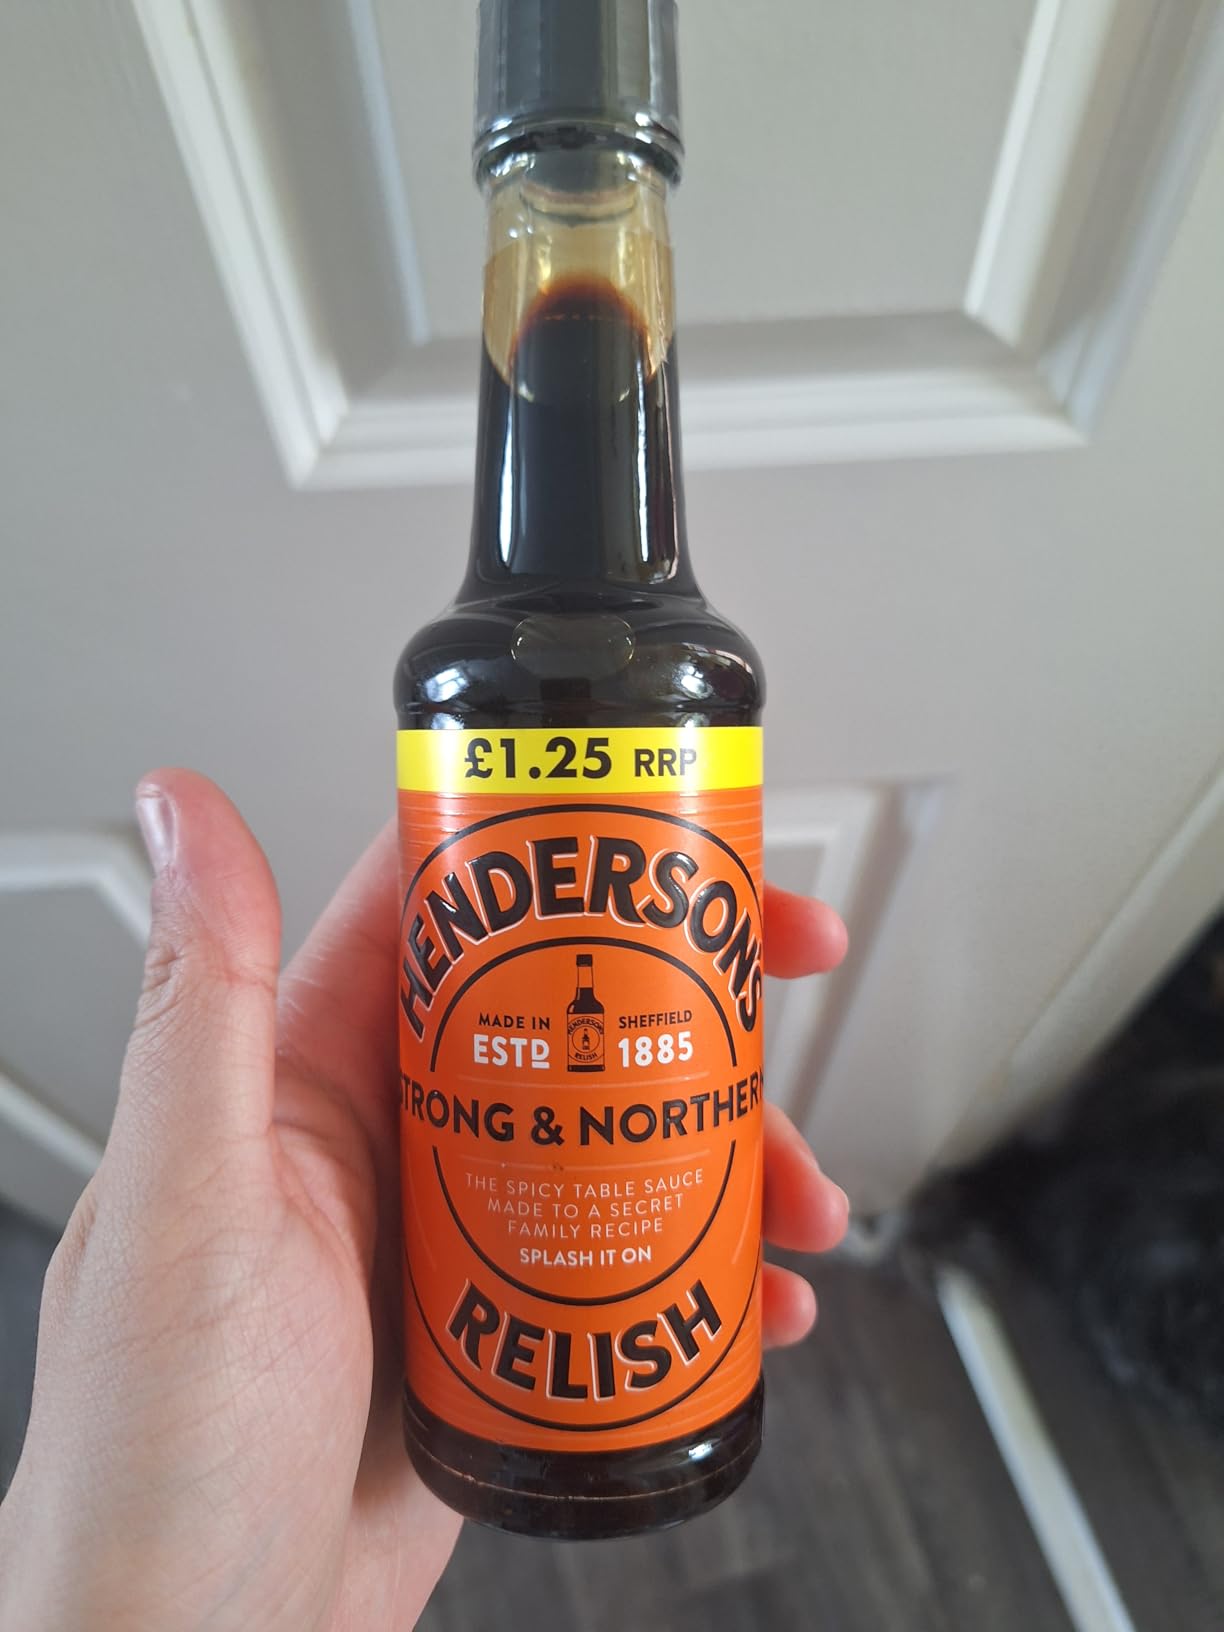 £1.25 RRP
HENDERSON'S
MADE IN SHEFFIELD
ESTD 1885
STRONG & NORTHERN
THE SPICY TABLE SAUCE
MADE TO A SECRET
FAMILY RECIPE
SPLASH IT ON
RELISH